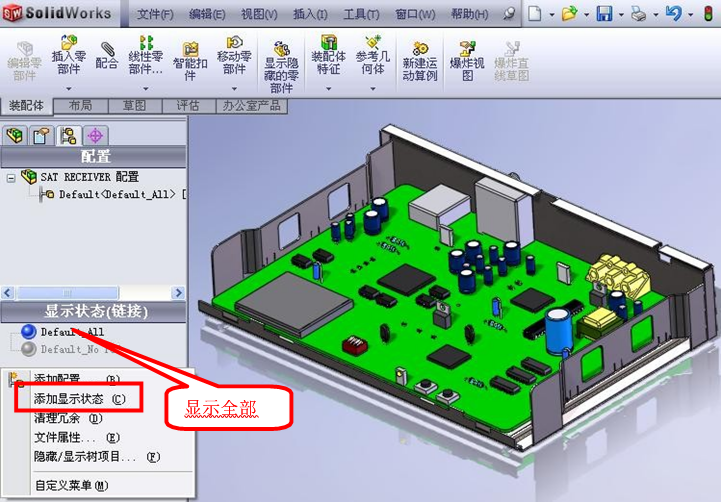 SolidWorks 文件(F) 编辑(E) 视图(V) 插入(I) 工具(T) 窗口(W) 帮助(H)
编辑零部件 插入零部件 配合 线性零部件... 智能扣件 移动零部件 显示隐藏的零部件 装配体特征 参考几何体 新建运动算例 爆炸视图 爆炸直线草图
装配体 布局 草图 评估 办公室产品
配置
SAT RECEIVER 配置
Default<Default_All> [
显示状态(链接)
Default_All
Default_No
添加配置 (B)
添加显示状态 (C)
显示全部
清理冗余 (D)
文件属性... (E)
隐藏/显示树项目... (F)
自定义菜单(M)